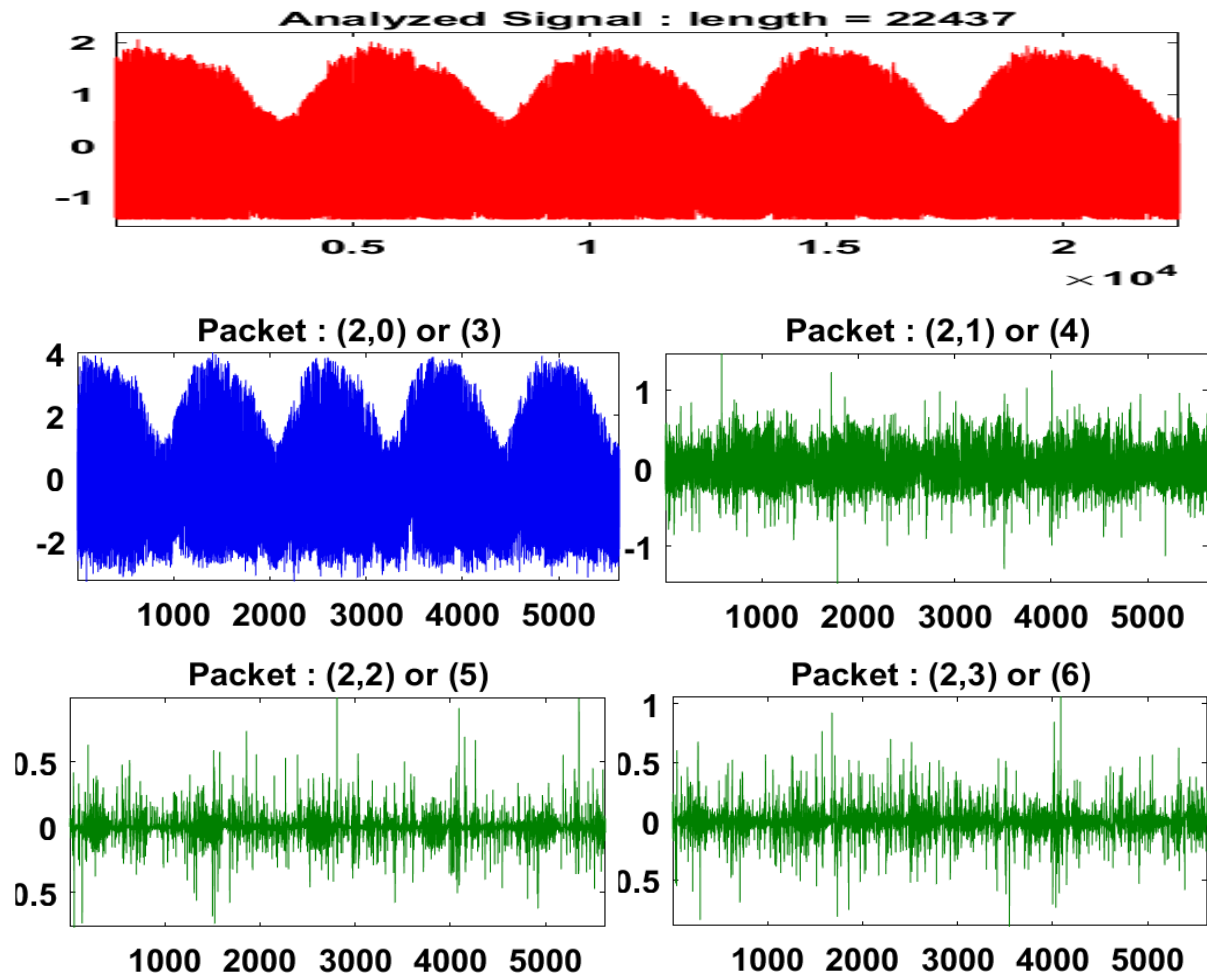 Analyzed Signal : length = 22437
2
1
0
-1
0.5 1 1.5 2
×10⁴
Packet : (2,0) or (3)
4
2
0
-2
1000 2000 3000 4000 5000
Packet : (2,1) or (4)
1
0
-1
1000 2000 3000 4000 5000
Packet : (2,2) or (5)
0.5
0
0.5
1000 2000 3000 4000 5000
Packet : (2,3) or (6)
1
0.5
0
0.5
1000 2000 3000 4000 5000